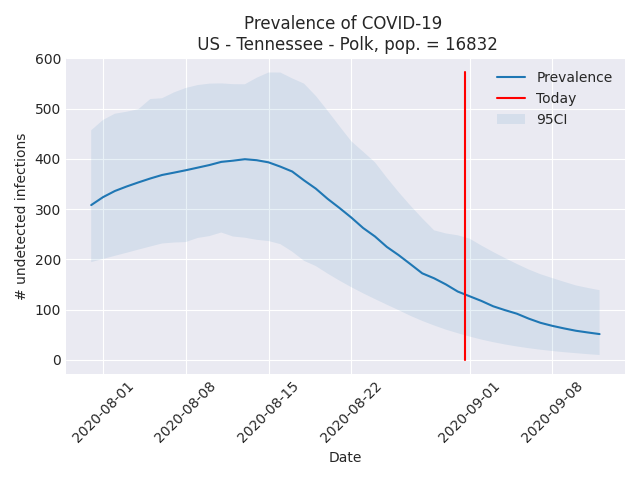 Prevalence of COVID-19
US - Tennessee - Polk, pop. = 16832
600
500
400
300
200
100
0
# undetected infections
Prevalence
Today
95CI
2020-08-01
2020-08-08
2020-08-15
2020-08-22
2020-09-01
2020-09-08
Date